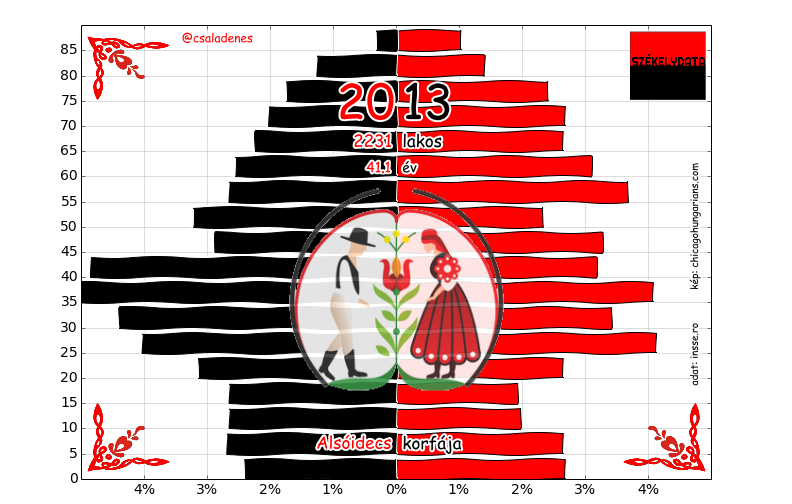 @csaladenes
SZÉKELYDATA
2013
2231 lakos
41,1 év
kép: chicagohungarians.com
adat: insse.ro
Alsóidecs korfája
85
80
75
70
65
60
55
50
45
40
35
30
25
20
15
10
5
0
4% 3% 2% 1% 0% 1% 2% 3% 4%